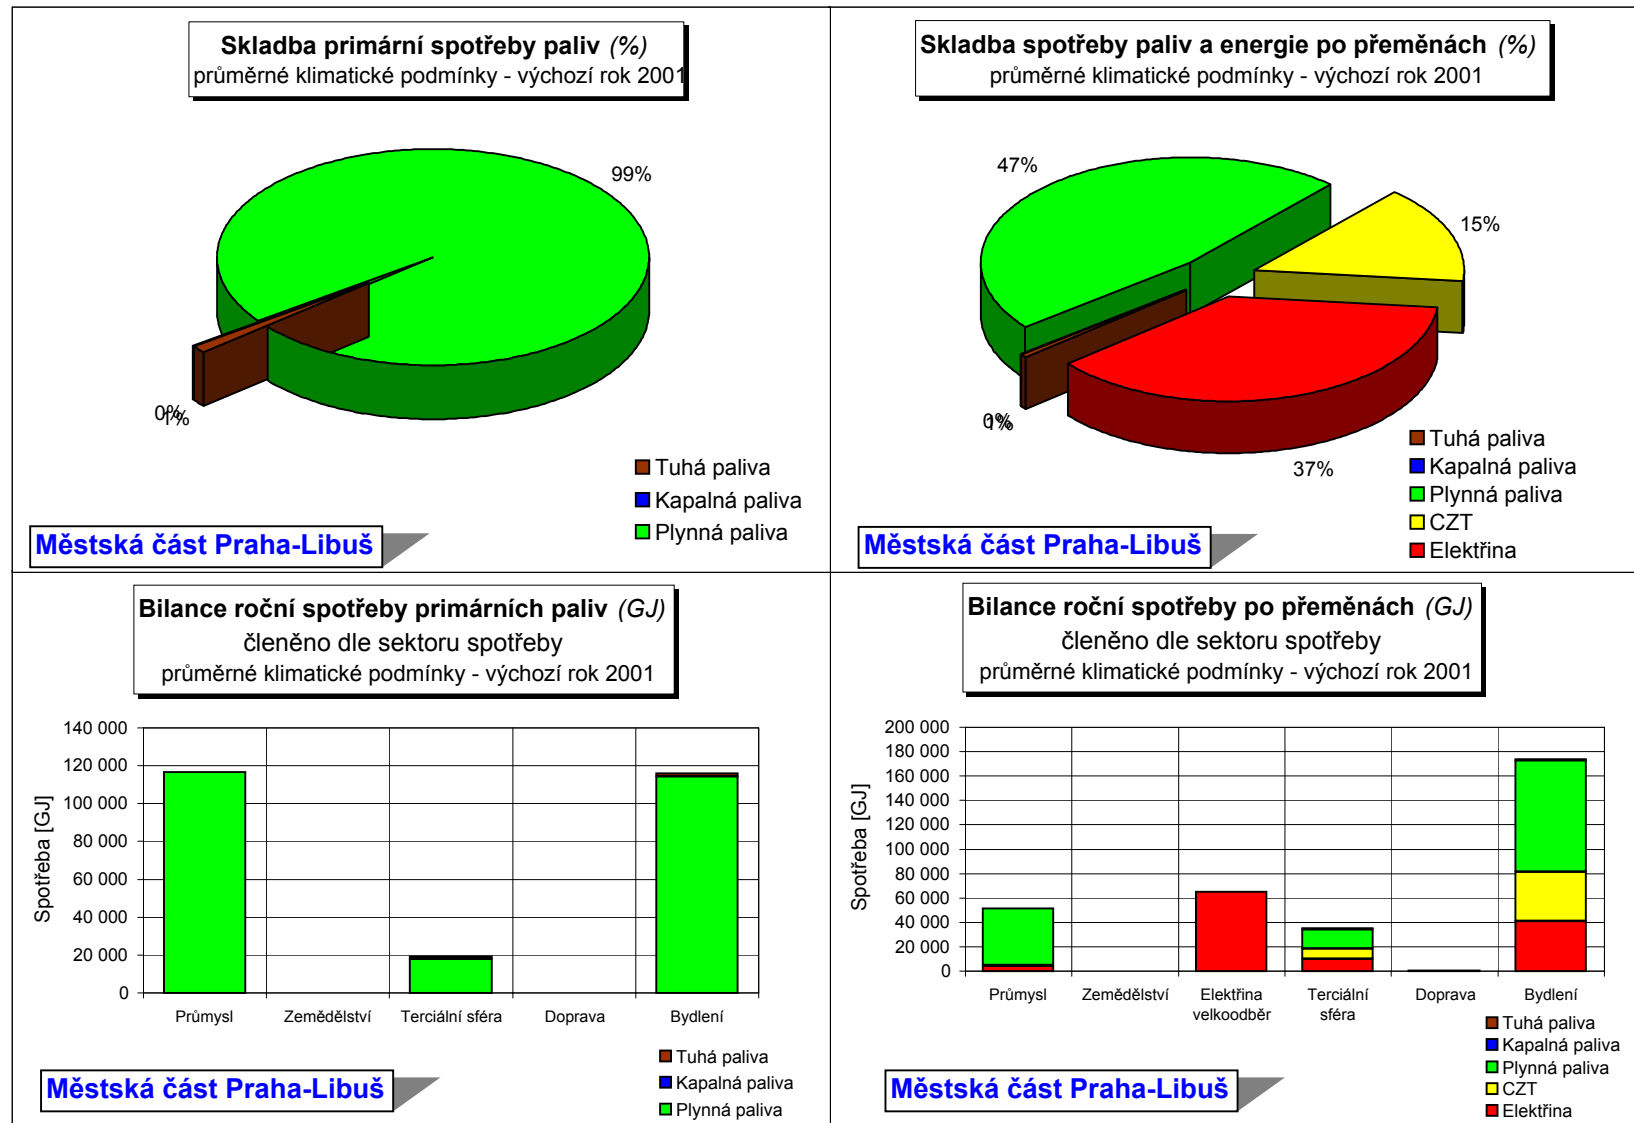 Skladba primární spotřeby paliv (%)
průměrné klimatické podmínky - výchozí rok 2001
99%
0%
1%
Tuhá paliva
Kapalná paliva
Plynná paliva
Městská část Praha-Libuš
Skladba spotřeby paliv a energie po přeměnách (%)
průměrné klimatické podmínky - výchozí rok 2001
47%
15%
0%
1%
37%
Tuhá paliva
Kapalná paliva
Plynná paliva
CZT
Elektřina
Městská část Praha-Libuš
Bilance roční spotřeby primárních paliv (GJ)
členěno dle sektoru spotřeby
průměrné klimatické podmínky - výchozí rok 2001
Spotřeba [GJ]
140 000
120 000
100 000
80 000
60 000
40 000
20 000
0
Průmysl Zemědělství Terciální sféra Doprava Bydlení
Tuhá paliva
Kapalná paliva
Plynná paliva
Městská část Praha-Libuš
Bilance roční spotřeby po přeměnách (GJ)
členěno dle sektoru spotřeby
průměrné klimatické podmínky - výchozí rok 2001
Spotřeba [GJ]
200 000
180 000
160 000
140 000
120 000
100 000
80 000
60 000
40 000
20 000
0
Průmysl Zemědělství Elektřina Terciální Doprava Bydlení
velkoodběr sféra
Tuhá paliva
Kapalná paliva
Plynná paliva
CZT
Elektřina
Městská část Praha-Libuš